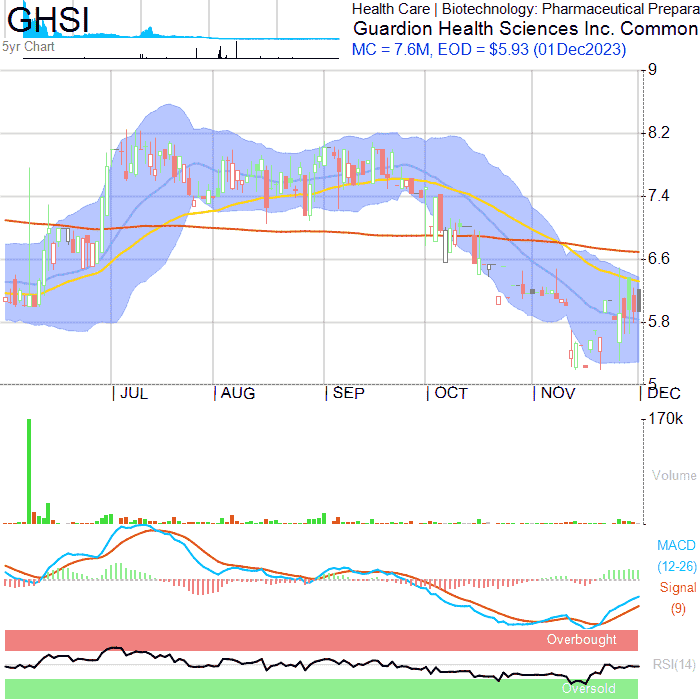 GHSI
Health Care | Biotechnology: Pharmaceutical Prepara
Guardion Health Sciences Inc. Common
MC = 7.6M, EOD = $5.93 (01Dec2023)
5yr Chart
9
8.2
7.4
6.6
5.8
5
JUL AUG SEP OCT NOV DEC
170k
Volume
MACD
(12-26)
Signal
(9)
Overbought
RSI(14)
Oversold